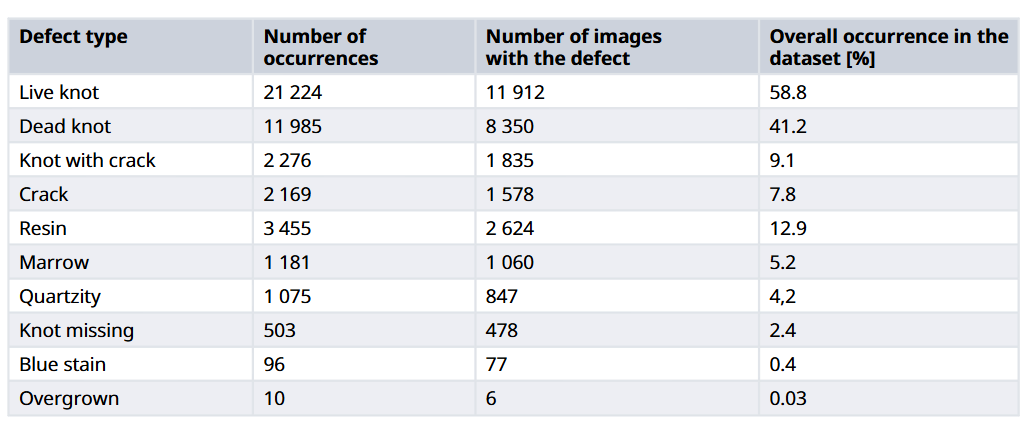 Defect type Number of occurrences Number of images with the defect Overall occurrence in the dataset [%]
Live knot 21 224 11 912 58.8
Dead knot 11 985 8 350 41.2
Knot with crack 2 276 1 835 9.1
Crack 2 169 1 578 7.8
Resin 3 455 2 624 12.9
Marrow 1 181 1 060 5.2
Quartzity 1 075 847 4,2
Knot missing 503 478 2.4
Blue stain 96 77 0.4
Overgrown 10 6 0.03